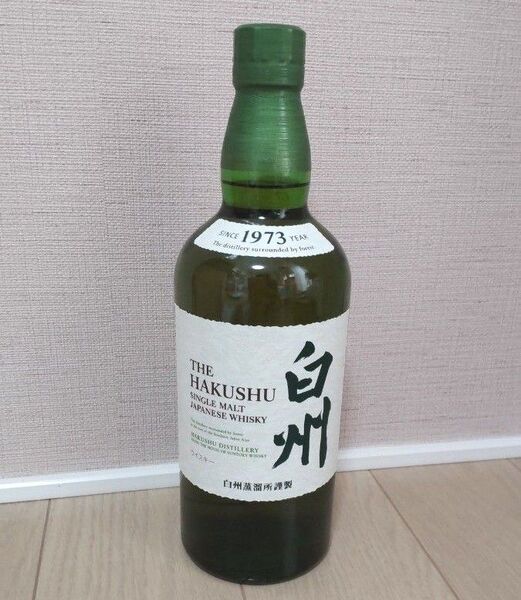 SINCE 1973 YEAR
The distillery surrounded by forest
THE
HAKUSHU
SINGLE MALT
JAPANESE WHISKY
白州
HAKUSHU DISTILLERY
ウイスキー
白州蒸溜所謹製